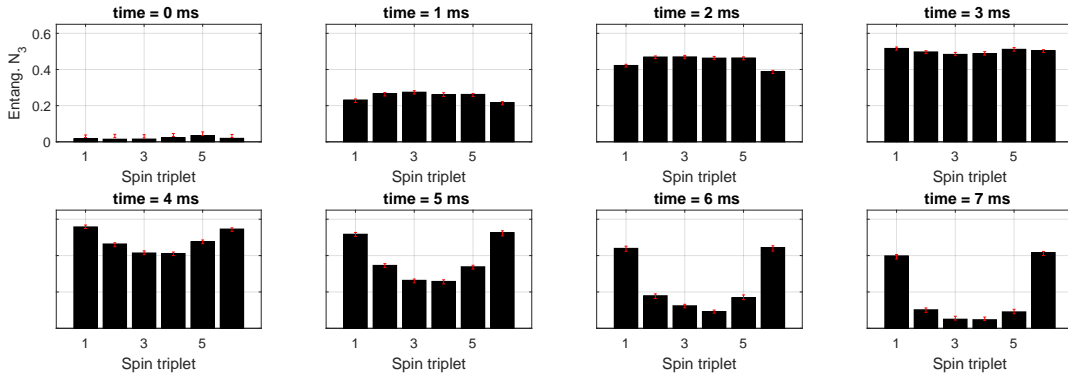 time = 0 ms
time = 1 ms
time = 2 ms
time = 3 ms
0.6
0.4
0.2
0
Entang. N3
1 3 5
1 3 5
1 3 5
1 3 5
Spin triplet
Spin triplet
Spin triplet
Spin triplet
time = 4 ms
time = 5 ms
time = 6 ms
time = 7 ms
1 3 5
1 3 5
1 3 5
1 3 5
Spin triplet
Spin triplet
Spin triplet
Spin triplet